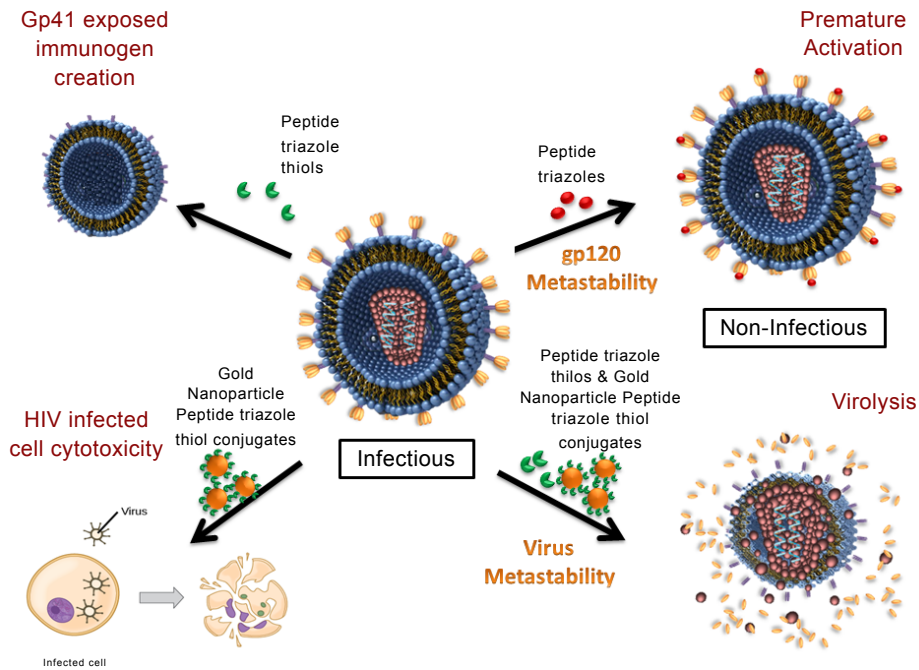 Gp41 exposed
immunogen
creation
Premature
Activation
Peptide
triazole
thiols
Peptide
triazoles
gp120
Metastability
Non-Infectious
Gold
Nanoparticle
Peptide triazole
thiol conjugates
Peptide triazole
thilos & Gold
Nanoparticle Peptide
triazole thiol
conjugates
HIV infected
cell cytotoxicity
Infectious
Virolysis
Virus
Virus
Metastability
Infected cell